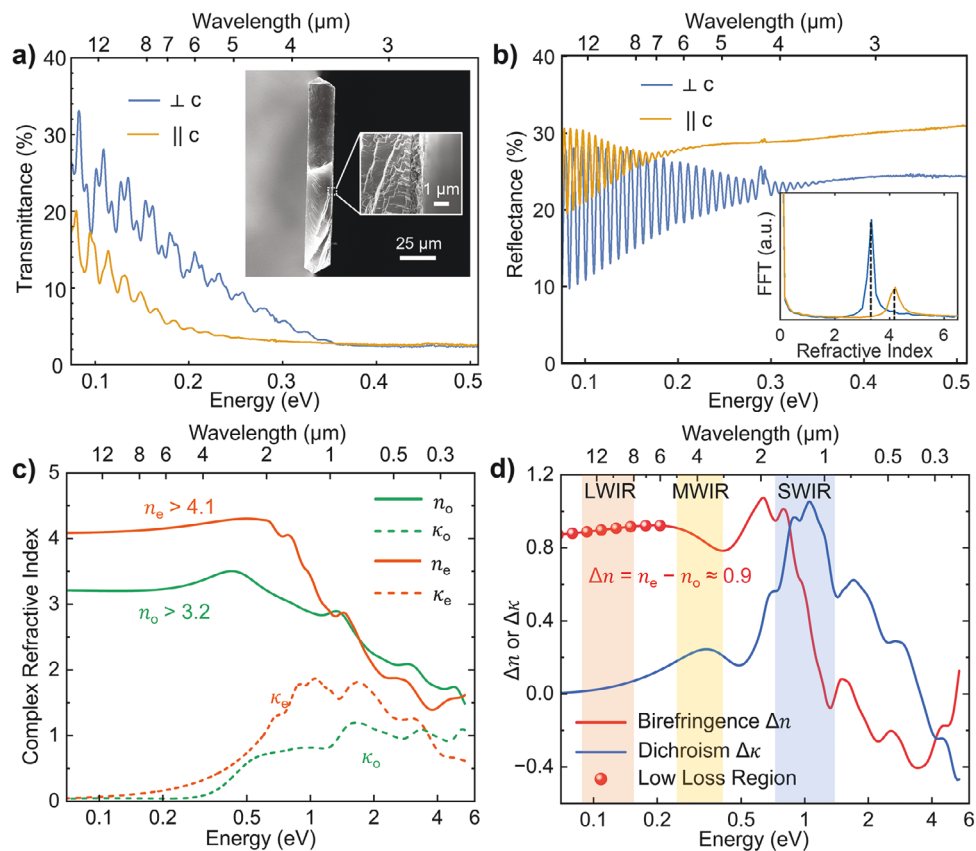 a)
Wavelength (µm)
12 8 7 6 5 4 3
40
30
20
10
0
Transmittance (%)
⊥ c
|| c
1 µm
25 µm
0.1 0.2 0.3 0.4 0.5
Energy (eV)
b)
Wavelength (µm)
12 8 7 6 5 4 3
40
30
20
10
0
Reflectance (%)
⊥ c
|| c
FFT (a.u.)
0 2 4 6
Refractive Index
0.1 0.2 0.3 0.4 0.5
Energy (eV)
c)
Wavelength (µm)
12 8 4 2 1 0.5 0.3
5
4
3
2
1
0
Complex Refractive Index
nₑ > 4.1
nₒ > 3.2
nₒ
κₒ
nₑ
κₑ
κₑ
κₒ
0.1 0.2 0.5 1 2 4 6
Energy (eV)
d)
Wavelength (µm)
12 8 6 4 2 1 0.5 0.3
1.2
0.8
0.4
0.0
−0.4
Δn or Δκ
LWIR MWIR SWIR
Δn = nₑ − nₒ ≈ 0.9
Birefringence Δn
Dichroism Δκ
Low Loss Region
0.1 0.2 0.5 1 2 4 6
Energy (eV)